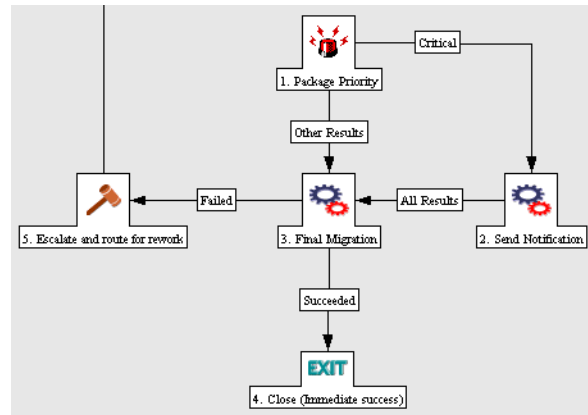 Critical
1. Package Priority
Other Results
Failed
All Results
5. Escalate and route for rework
3. Final Migration
2. Send Notification
Succeeded
EXIT
4. Close (Immediate success)